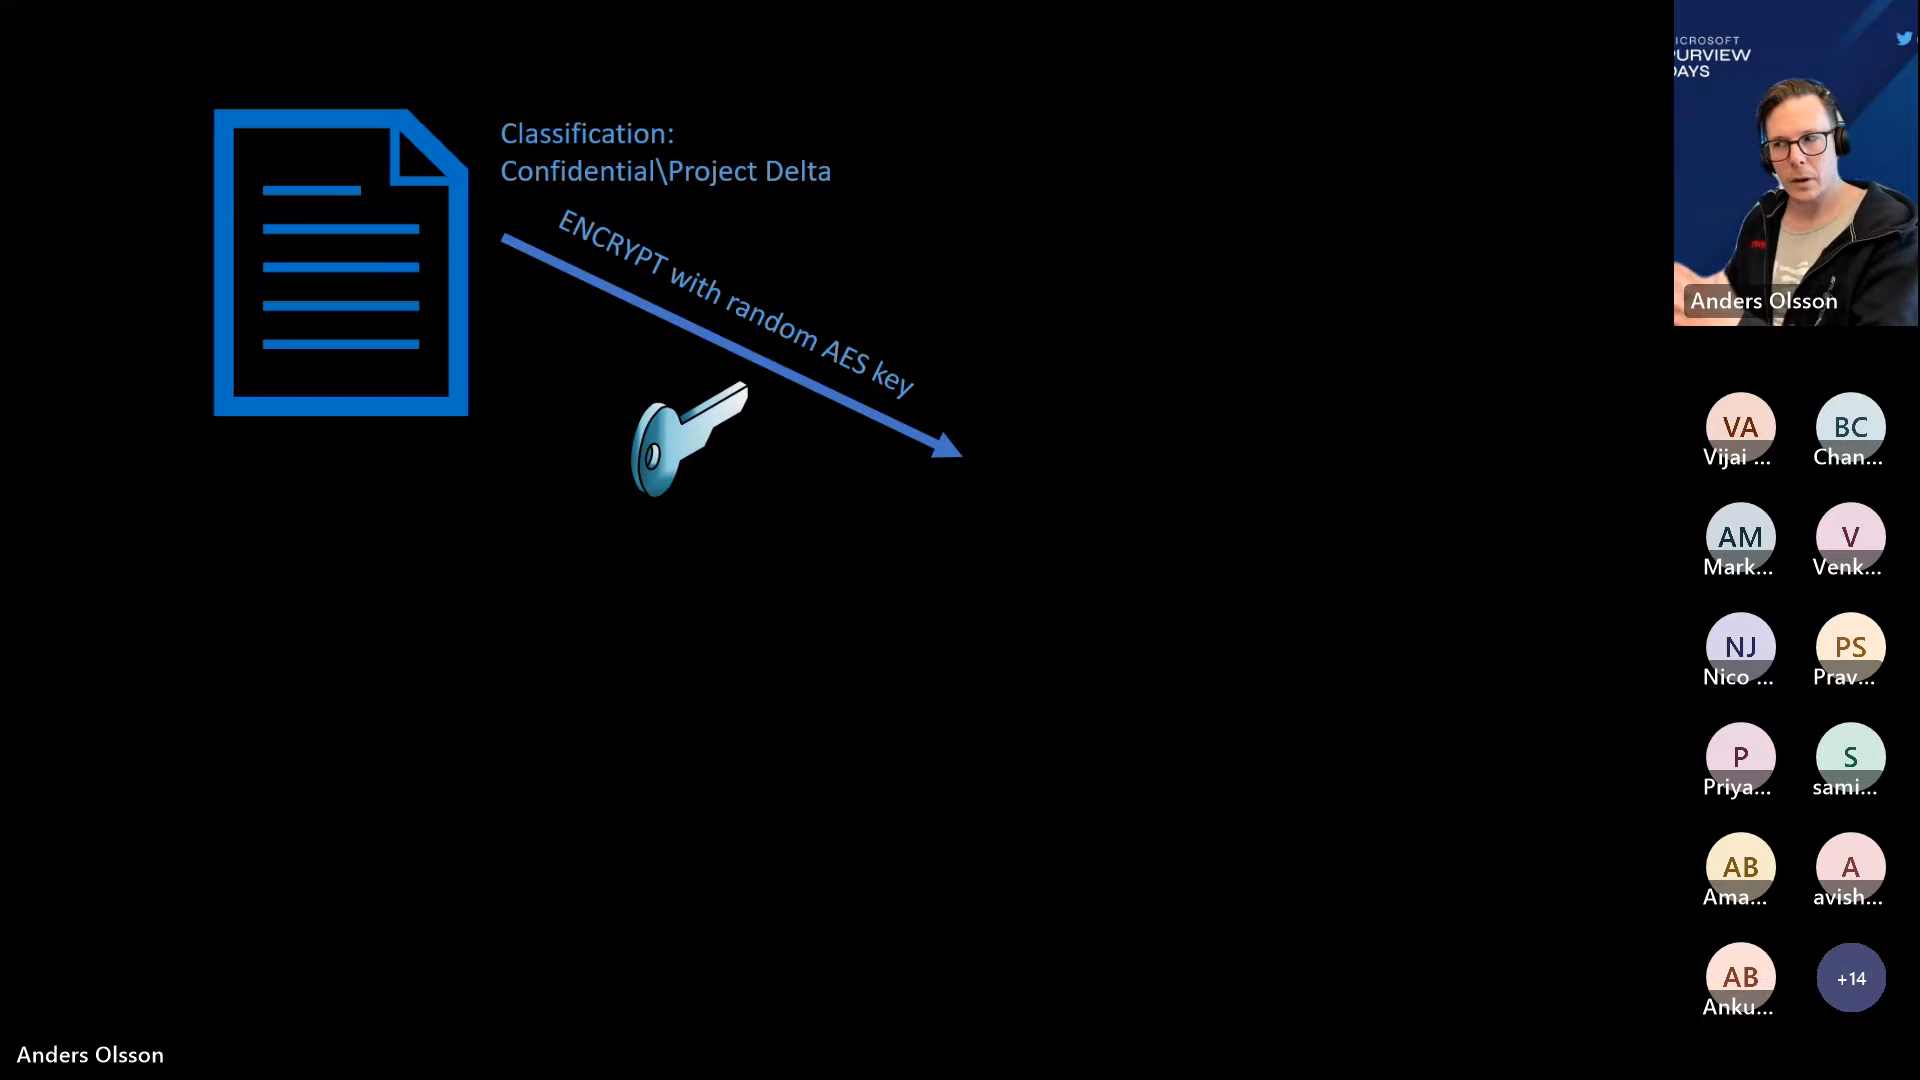 Classification:
Confidential\Project Delta
ENCRYPT with random AES key
ICROSOFT
URVIEW
DAYS
Anders Olsson
VA
Vijai ...
BC
Chan...
AM
Mark...
V
Venk...
NJ
Nico ...
PS
Prav...
P
Priya...
S
sami...
AB
Ama...
A
avish...
AB
Anku...
+14
Anders Olsson